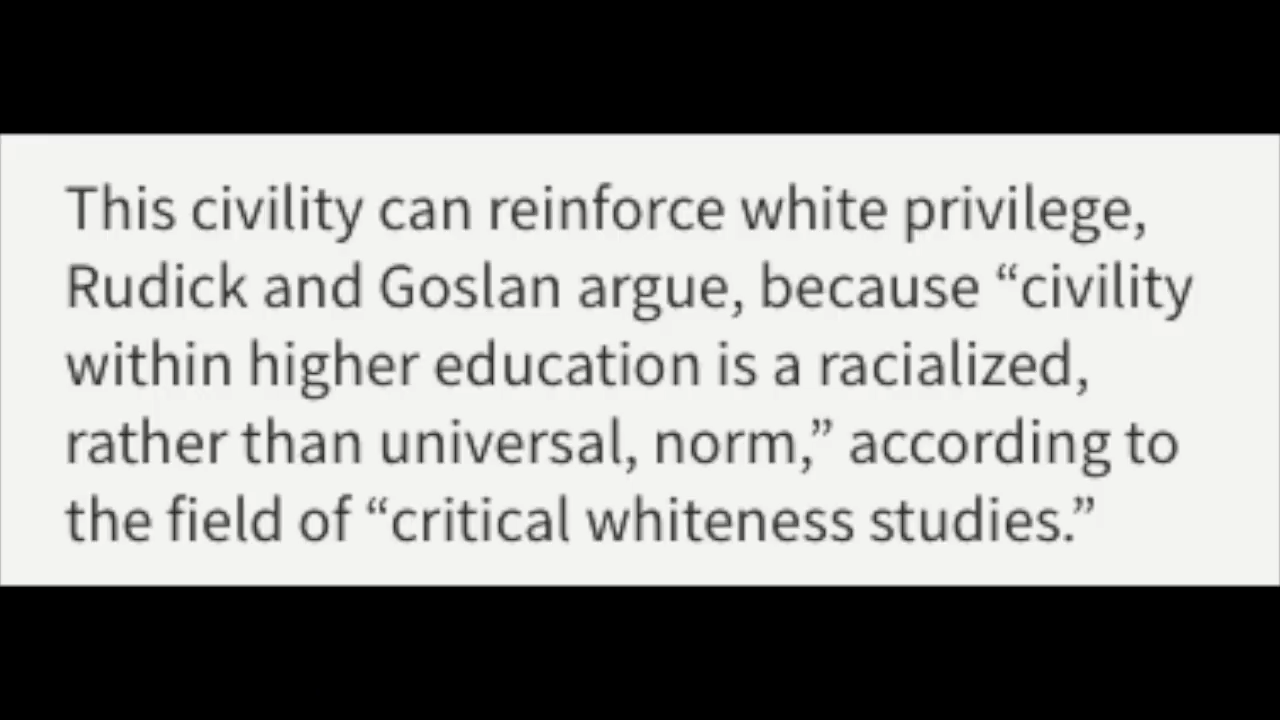 This civility can reinforce white privilege,
Rudick and Goslan argue, because “civility
within higher education is a racialized,
rather than universal, norm,” according to
the field of “critical whiteness studies.”